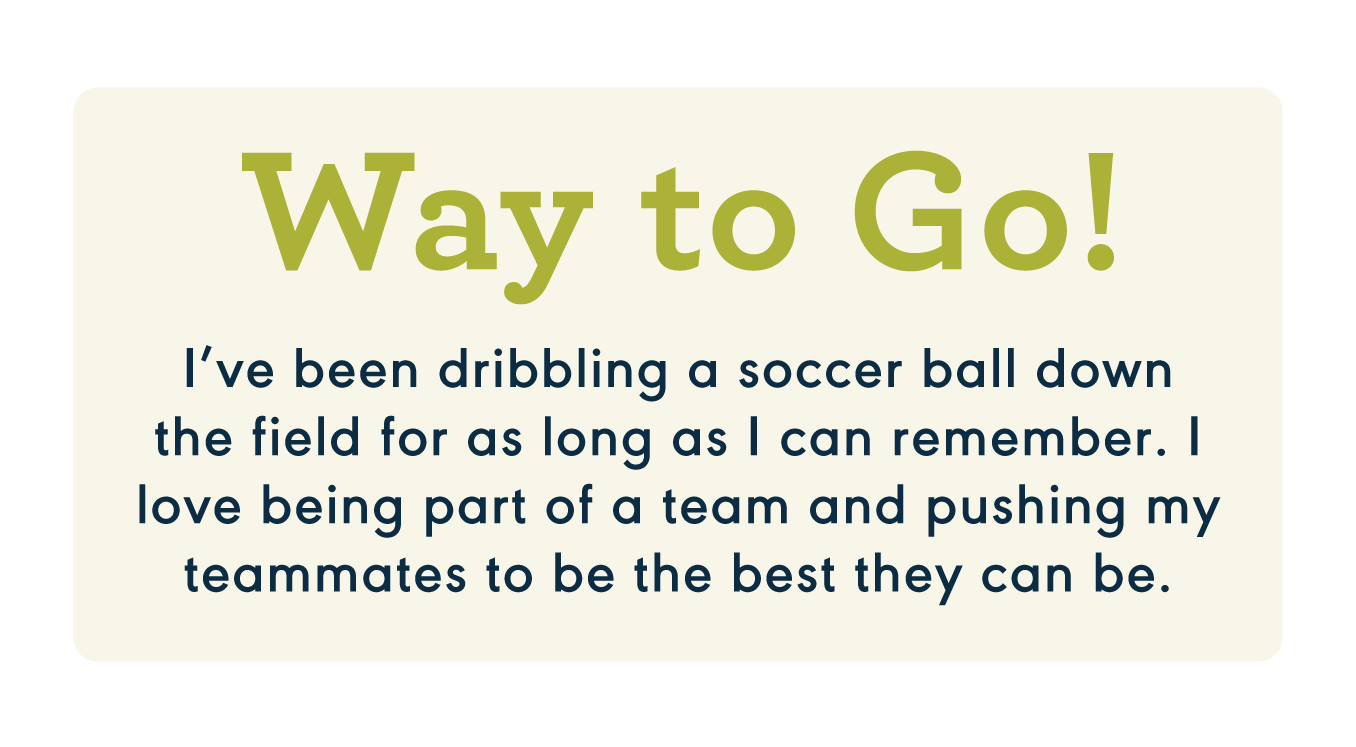 Way to Go!
I’ve been dribbling a soccer ball down
the field for as long as I can remember. I
love being part of a team and pushing my
teammates to be the best they can be.